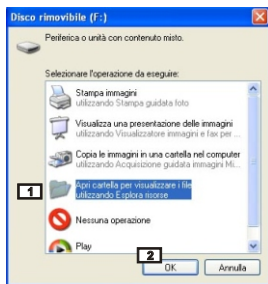 Disco rimovibile (F:)
Periferica o unità con contenuto misto.
Selezionare l'operazione da eseguire:
Stampa immagini
utilizzando Stampa guidata foto
Visualizza una presentazione delle immagini
utilizzando Visualizzatore immagini e fax per ...
Copia le immagini in una cartella nel computer
utilizzando Acquisizione guidata immagini Mi...
1
Apri cartella per visualizzare i file
utilizzando Esplora risorse
Nessuna operazione
Play
2
OK
Annulla